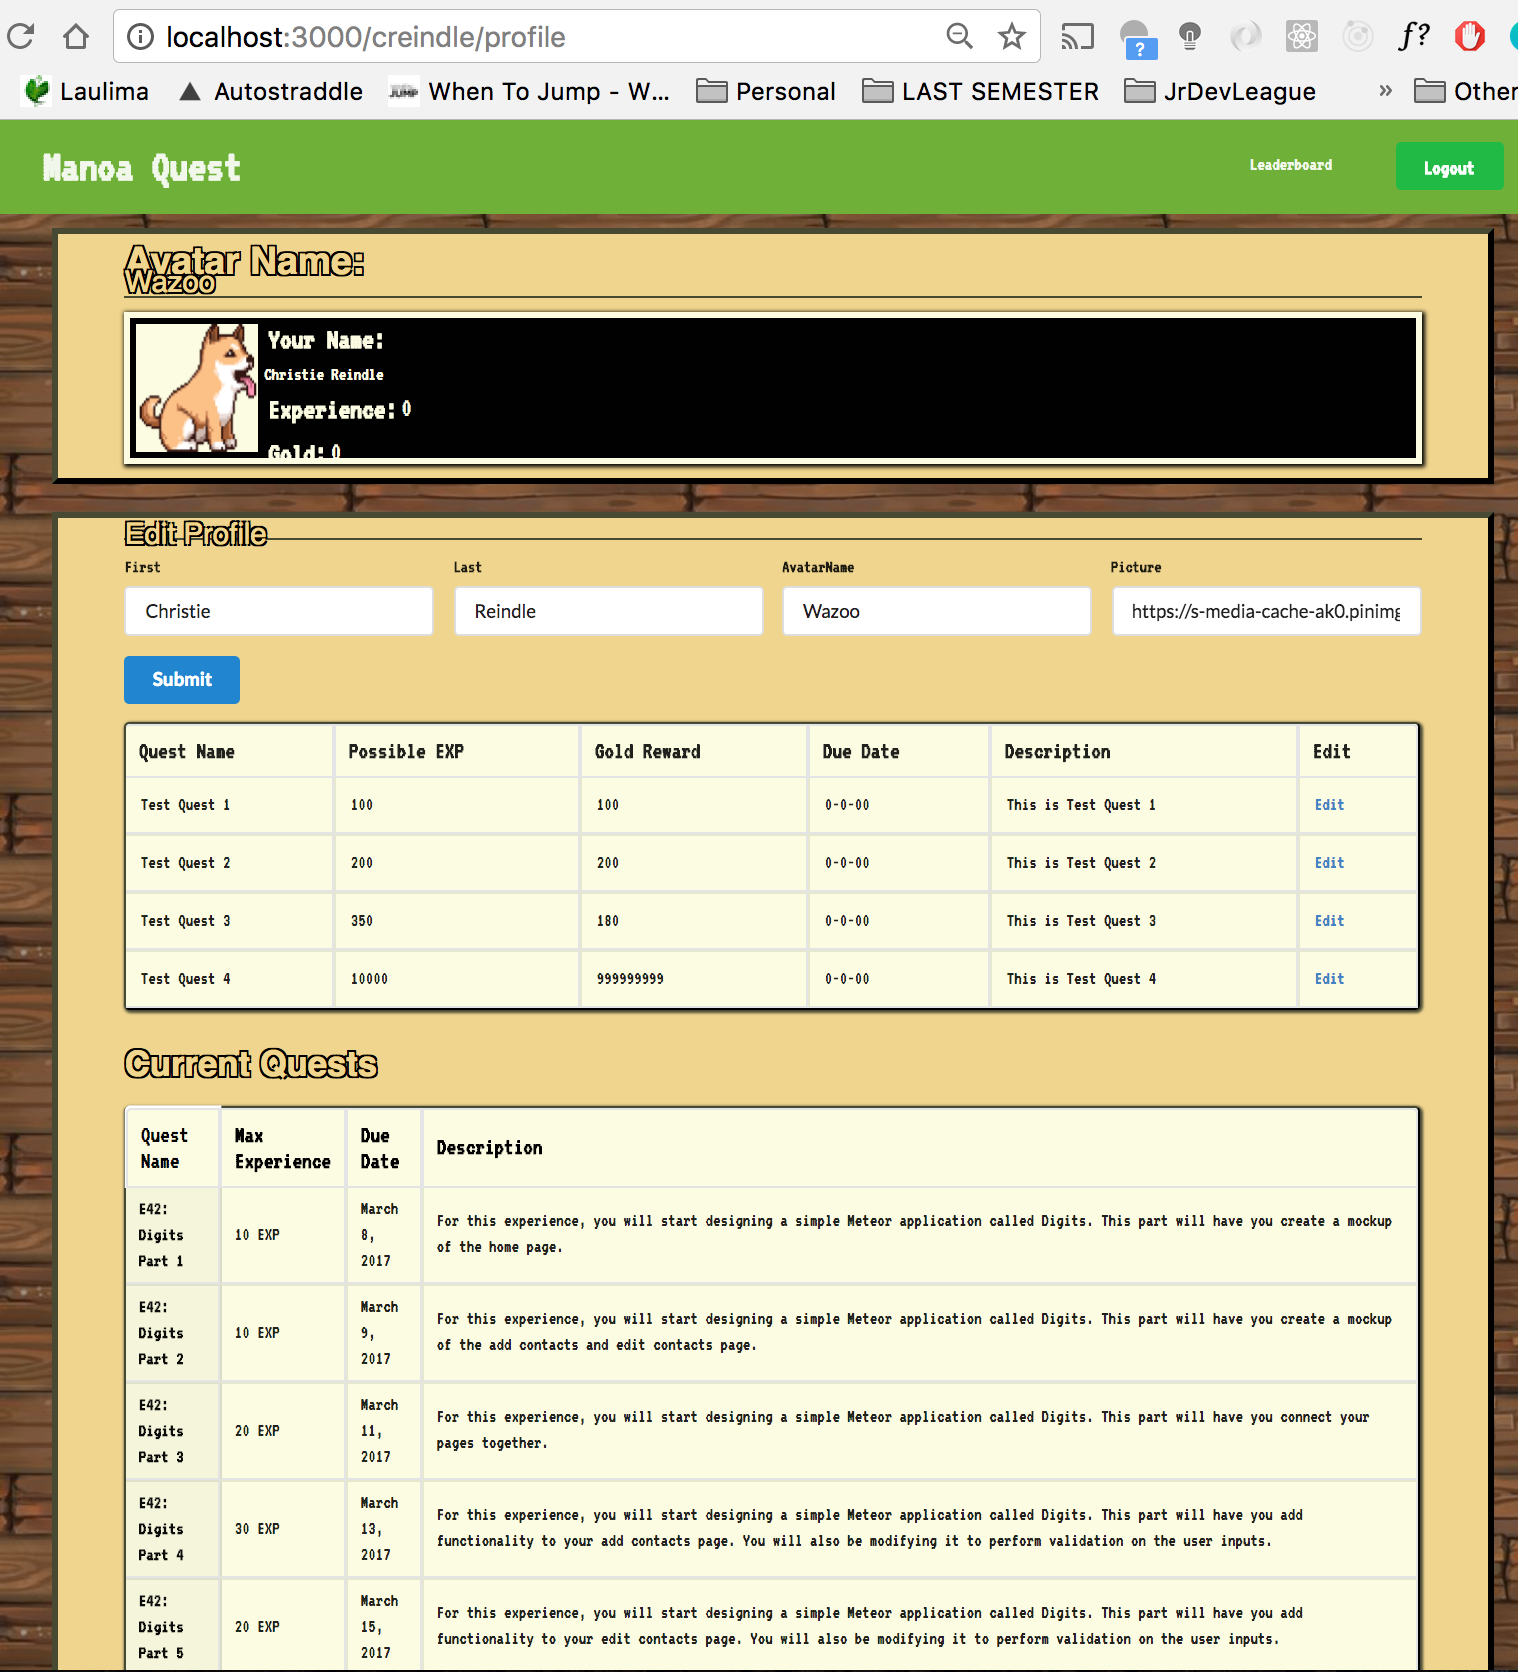 localhost:3000/creindle/profile
f?
?
Laulima
Autostraddle
JUMP
When To Jump - W...
Personal
LAST SEMESTER
JrDevLeague
»
Other
Manoa Quest
Leaderboard
Logout
Avatar Name:
Wazoo
Your Name:
Christie Reindle
Experience: 0
Gold: 0
Edit Profile
First Last AvatarName Picture
Christie Reindle Wazoo https://s-media-cache-ak0.pinimg
Submit
Quest Name Possible EXP Gold Reward Due Date Description Edit
Test Quest 1 100 100 0-0-00 This is Test Quest 1 Edit
Test Quest 2 200 200 0-0-00 This is Test Quest 2 Edit
Test Quest 3 350 180 0-0-00 This is Test Quest 3 Edit
Test Quest 4 10000 999999999 0-0-00 This is Test Quest 4 Edit
Current Quests
Quest
Name
Max
Experience
Due
Date
Description
E42:
Digits
Part 1
10 EXP
March
8,
2017
For this experience, you will start designing a simple Meteor application called Digits. This part will have you create a mockup
of the home page.
E42:
Digits
Part 2
10 EXP
March
9,
2017
For this experience, you will start designing a simple Meteor application called Digits. This part will have you create a mockup
of the add contacts and edit contacts page.
E42:
Digits
Part 3
20 EXP
March
11,
2017
For this experience, you will start designing a simple Meteor application called Digits. This part will have you connect your
pages together.
E42:
Digits
Part 4
30 EXP
March
13,
2017
For this experience, you will start designing a simple Meteor application called Digits. This part will have you add
functionality to your add contacts page. You will also be modifying it to perform validation on the user inputs.
E42:
Digits
Part 5
20 EXP
March
15,
2017
For this experience, you will start designing a simple Meteor application called Digits. This part will have you add
functionality to your edit contacts page. You will also be modifying it to perform validation on the user inputs.